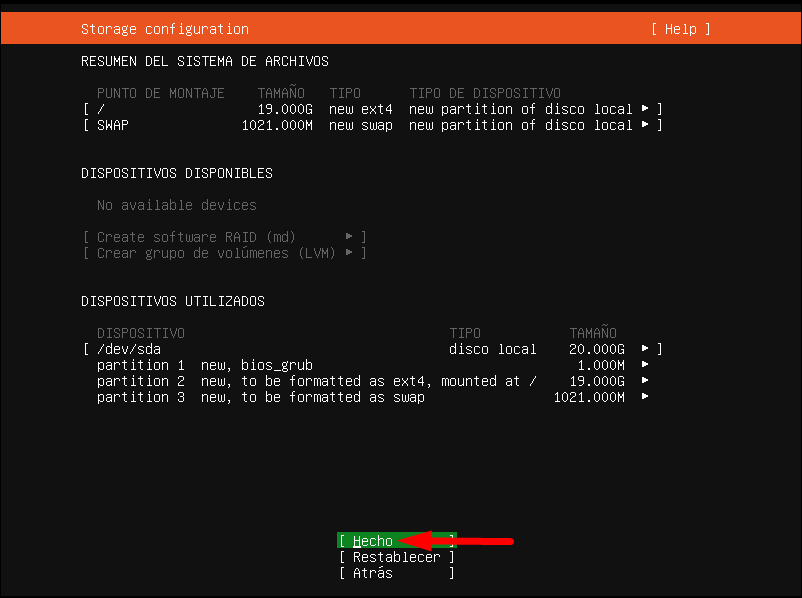 Storage configuration [ Help ]
RESUMEN DEL SISTEMA DE ARCHIVOS
PUNTO DE MONTAJE TAMAÑO TIPO TIPO DE DISPOSITIVO
[ / 19.000G new ext4 new partition of disco local ▸ ]
[ SWAP 1021.000M new swap new partition of disco local ▸ ]
DISPOSITIVOS DISPONIBLES
No available devices
[ Create software RAID (md) ▸ ]
[ Crear grupo de volúmenes (LVM) ▸ ]
DISPOSITIVOS UTILIZADOS
DISPOSITIVO TIPO TAMAÑO
[ /dev/sda disco local 20.000G ▸ ]
partition 1 new, bios_grub 1.000M ▸
partition 2 new, to be formatted as ext4, mounted at / 19.000G ▸
partition 3 new, to be formatted as swap 1021.000M ▸
[ Hecho ]
[ Restablecer ]
[ Atrás ]